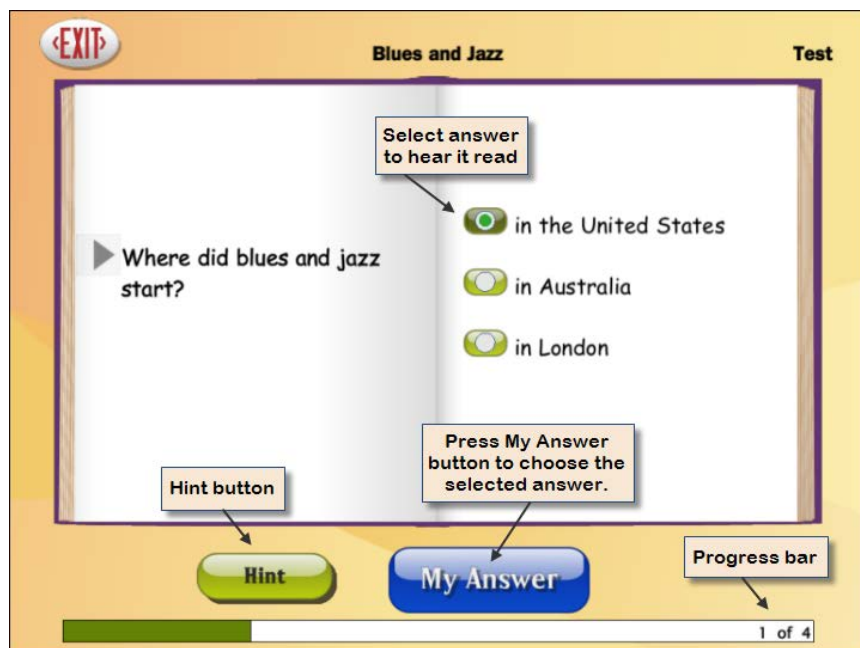 ‹EXIT›
Blues and Jazz
Test
Select answer
to hear it read
Where did blues and jazz
start?
in the United States
in Australia
in London
Press My Answer
button to choose the
selected answer.
Hint button
Hint
My Answer
Progress bar
1 of 4